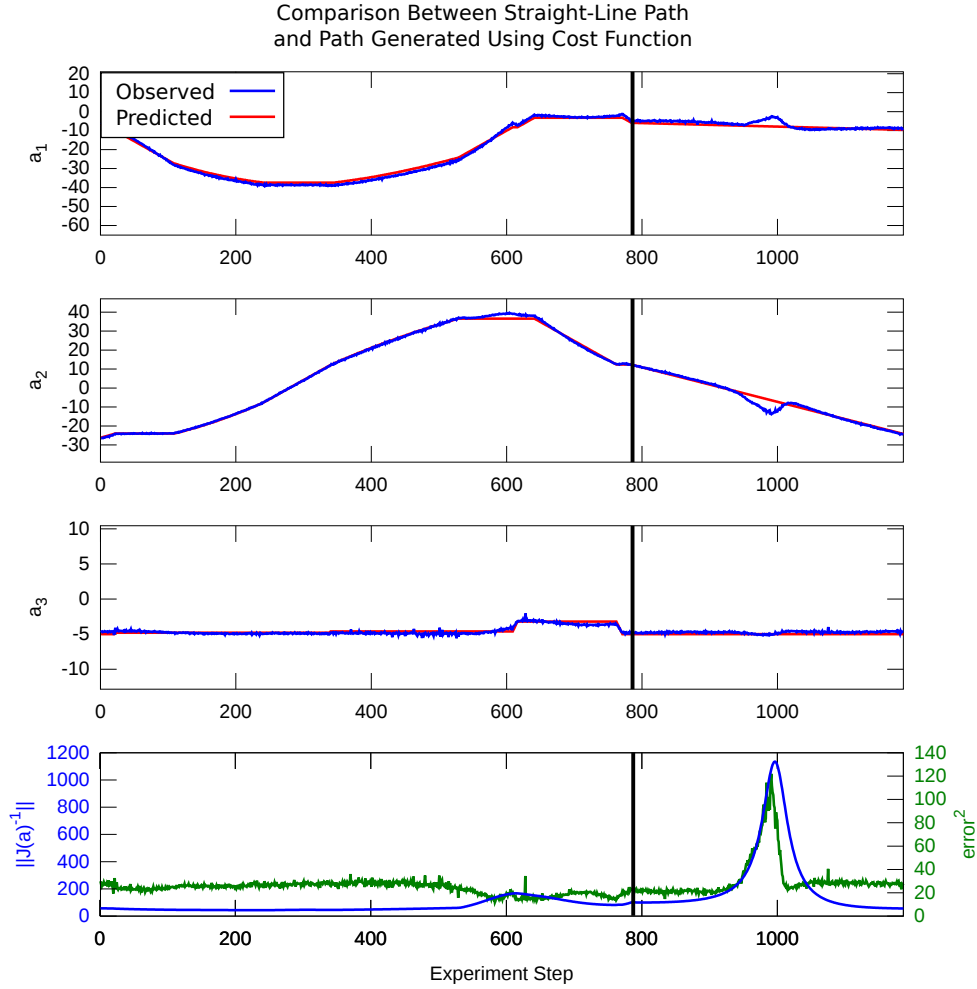 Comparison Between Straight-Line Path
and Path Generated Using Cost Function
Observed
Predicted
a1
20
10
0
-10
-20
-30
-40
-50
-60
0 200 400 600 800 1000
a2
40
30
20
10
0
-10
-20
-30
0 200 400 600 800 1000
a3
10
5
0
-5
-10
0 200 400 600 800 1000
||J(a)⁻¹||
1200
1000
800
600
400
200
0
140
120
100
80
60
40
20
0
error²
0 200 400 600 800 1000
Experiment Step